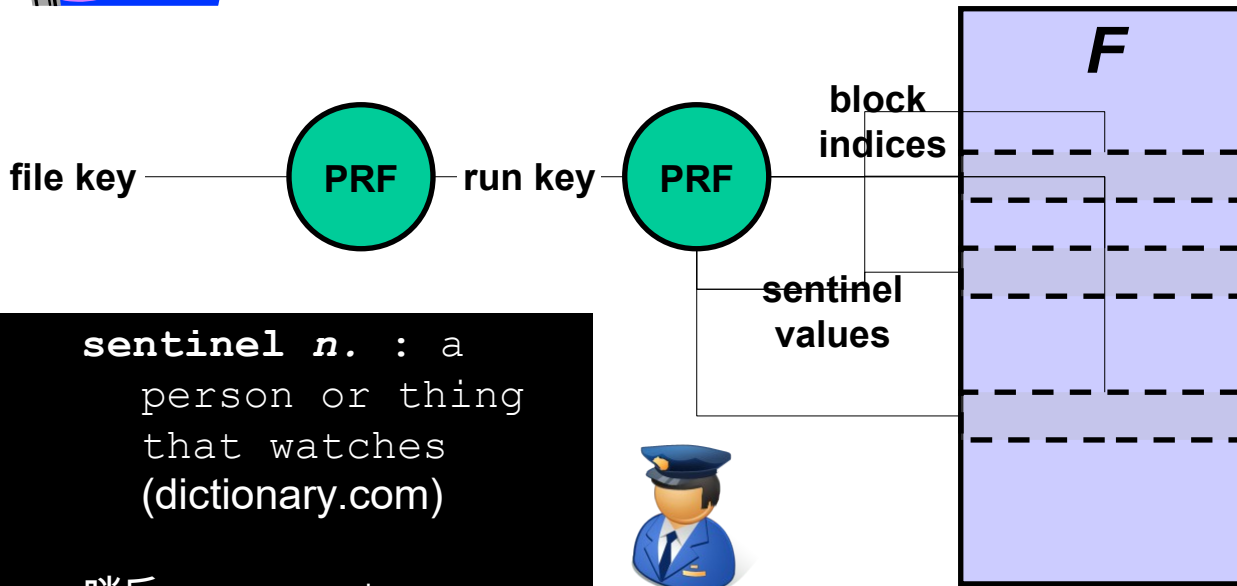 F
block
indices
file key
PRF
run key
PRF
sentinel
values
sentinel n. : a
person or thing
that watches
(dictionary.com)